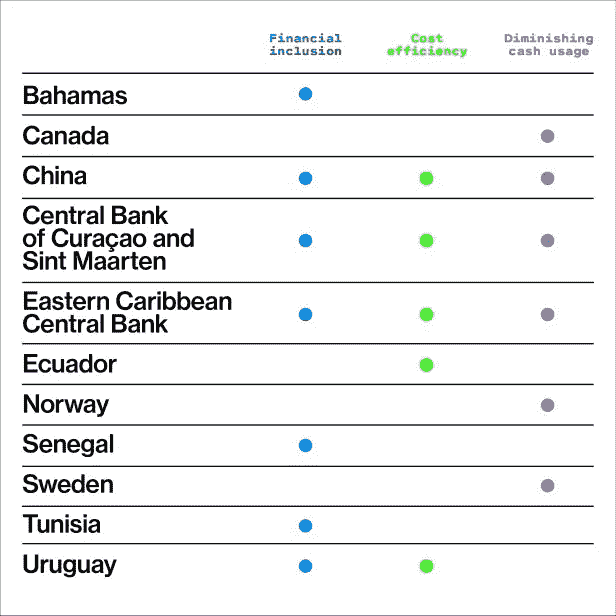 Financial
inclusion
Cost
efficiency
Diminishing
cash usage
Bahamas
Canada
China
Central Bank
of Curaçao and
Sint Maarten
Eastern Caribbean
Central Bank
Ecuador
Norway
Senegal
Sweden
Tunisia
Uruguay